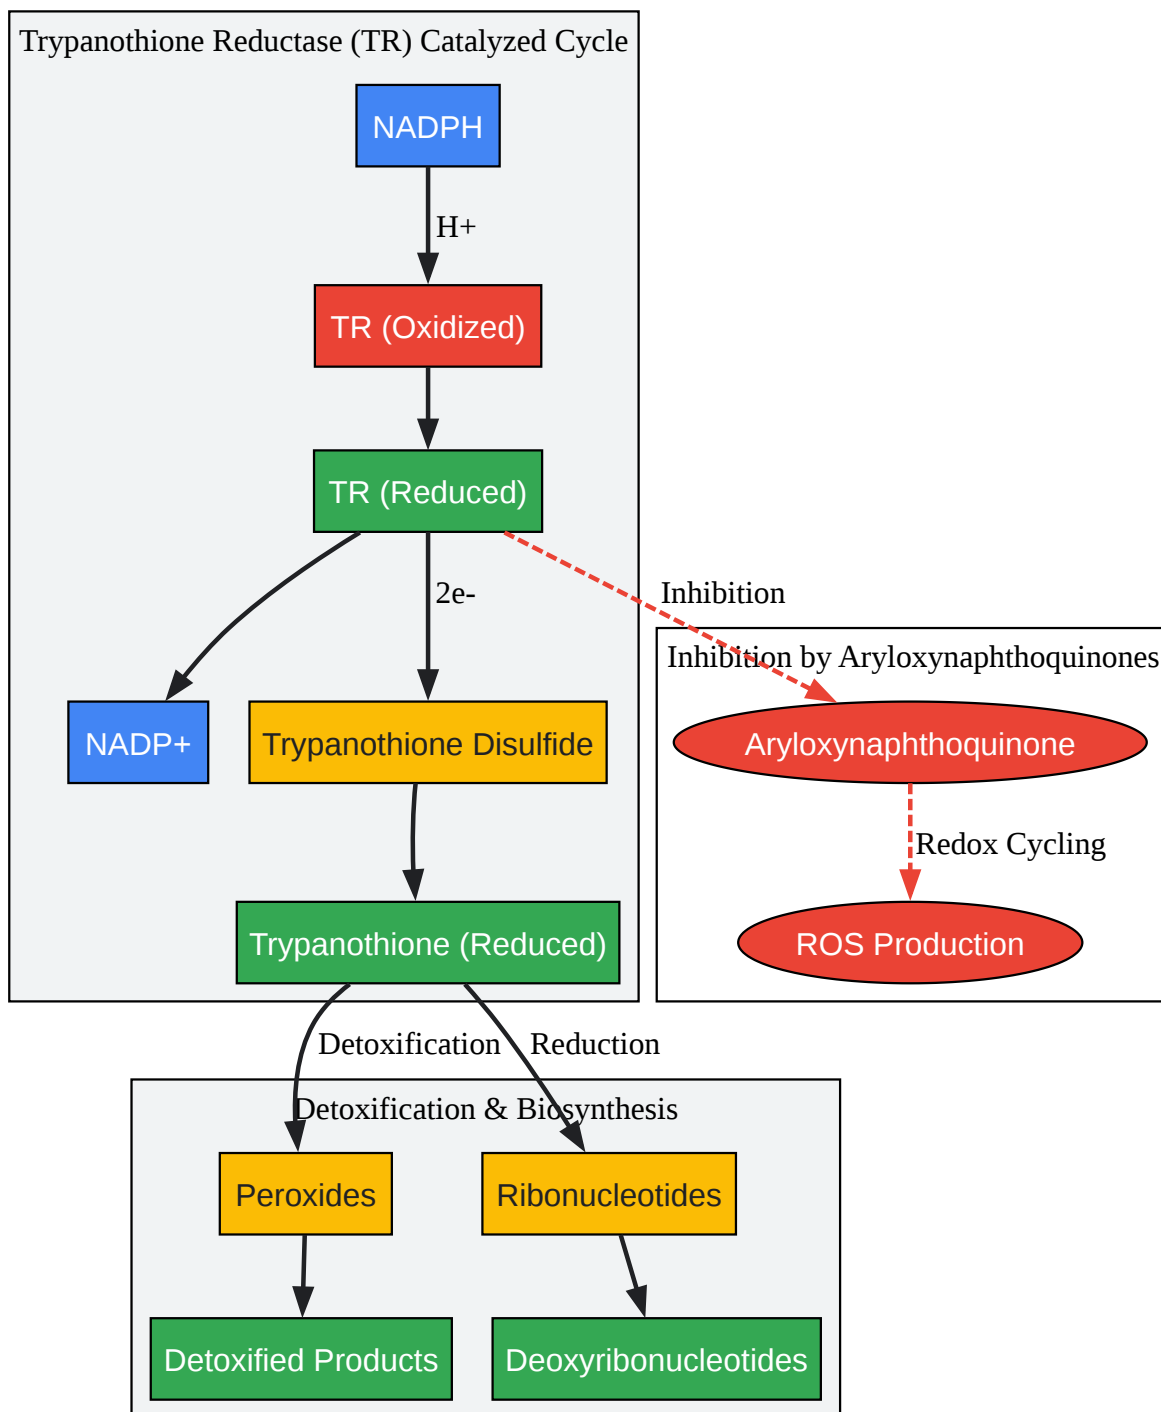 Trypanothione Reductase (TR) Catalyzed Cycle
NADPH
H+
TR (Oxidized)
TR (Reduced)
2e-
Inhibition
Inhibition by Aryloxynaphthoquinones
NADP+
Trypanothione Disulfide
Aryloxynaphthoquinone
Redox Cycling
Trypanothione (Reduced)
ROS Production
Detoxification
Reduction
Detoxification & Biosynthesis
Peroxides
Ribonucleotides
Detoxified Products
Deoxyribonucleotides